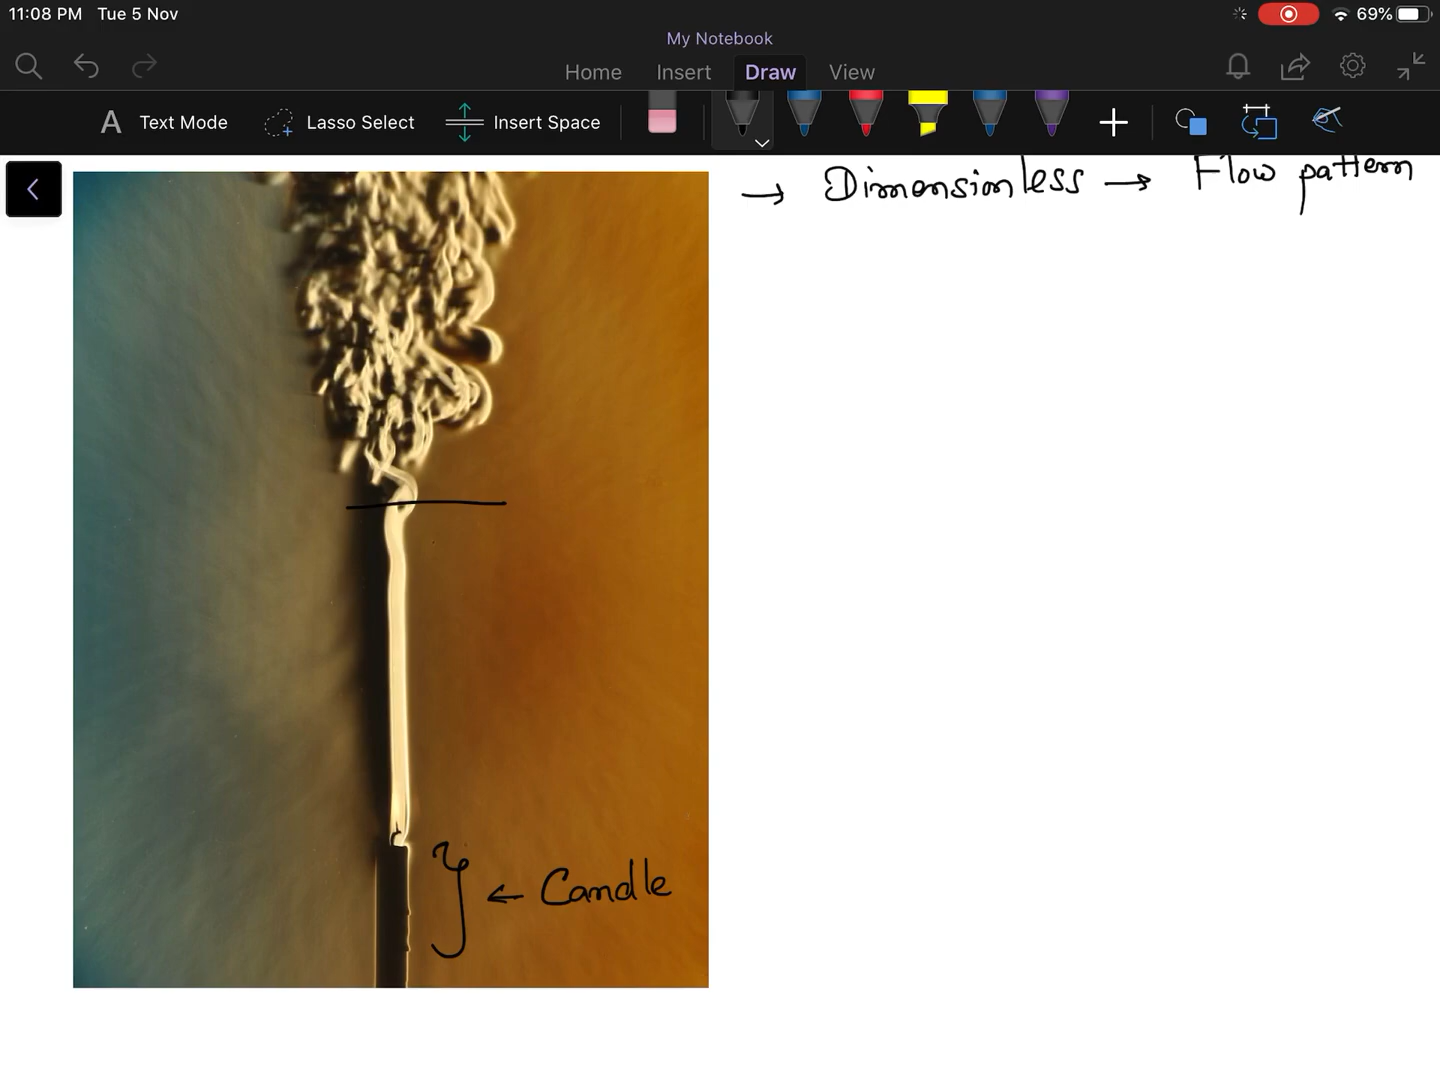 11:08 PM Tue 5 Nov
69%
My Notebook
Home Insert Draw View
A Text Mode Lasso Select Insert Space
→ Dimensionless → Flow pattern
← Candle